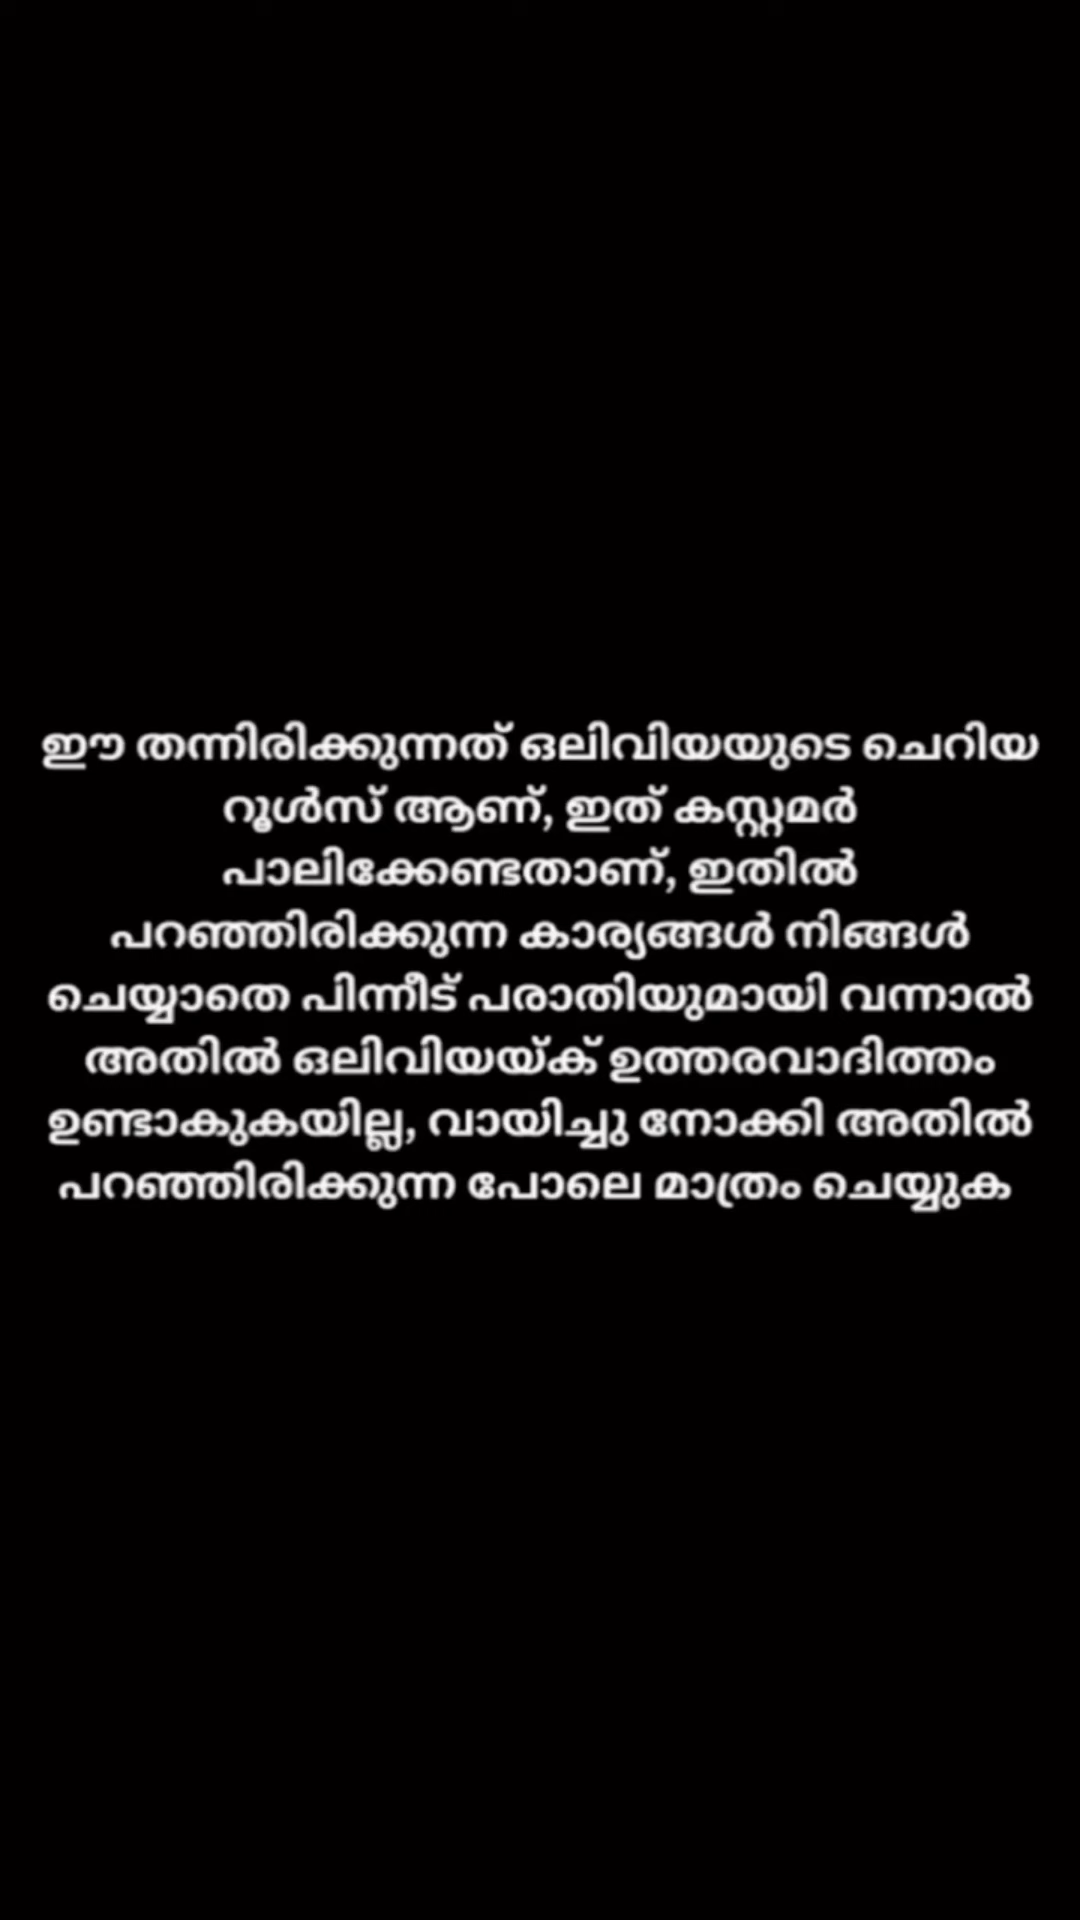 ഈ തന്നിരിക്കുന്നത് ഒലിവിയയുടെ ചെറിയ
റൂൾസ് ആണ്, ഇത് കസ്റ്റമർ
പാലിക്കേണ്ടതാണ്, ഇതിൽ
പറഞ്ഞിരിക്കുന്ന കാര്യങ്ങൾ നിങ്ങൾ
ചെയ്യാതെ പിന്നീട് പരാതിയുമായി വന്നാൽ
അതിൽ ഒലിവിയയ്ക് ഉത്തരവാദിത്തം
ഉണ്ടാകുകയില്ല, വായിച്ചു നോക്കി അതിൽ
പറഞ്ഞിരിക്കുന്ന പോലെ മാത്രം ചെയ്യുക